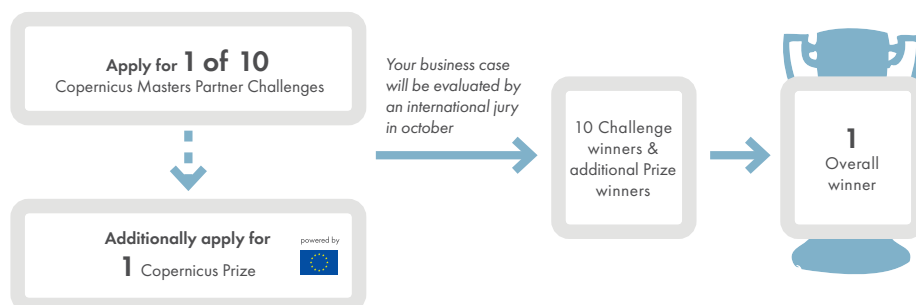 Apply for 1 of 10
Copernicus Masters Partner Challenges
Your business case
will be evaluated by
an international jury
in october
10 Challenge
winners &
additional Prize
winners
1
Overall
winner
Additionally apply for
1 Copernicus Prize
powered by